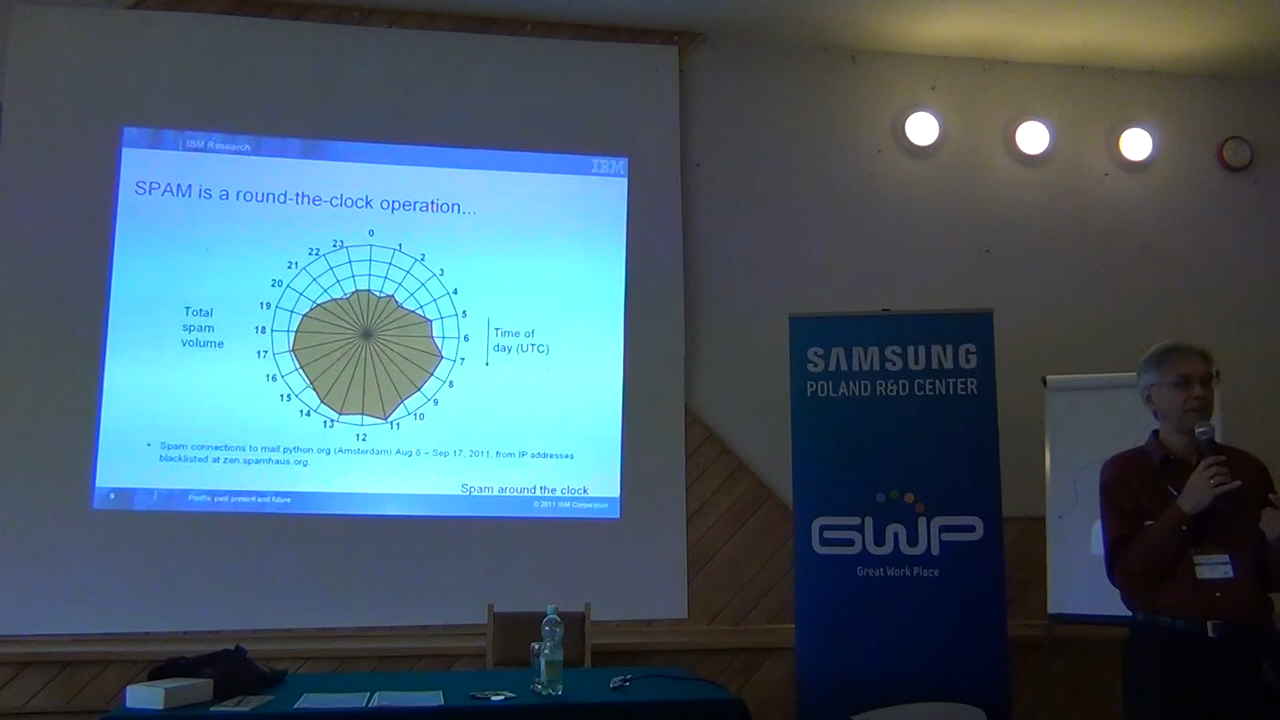 IBM Research
IBM
SPAM is a round-the-clock operation...
0
1
2
3
4
5
6
7
8
9
10
11
12
13
14
15
16
17
18
19
20
21
22
23
Total
spam
volume
Time of
day (UTC)
Spam connections to mail.python.org (Amsterdam) Aug 8 – Sep 17, 2011, from IP addresses
blacklisted at zen.spamhaus.org.
Spam around the clock
9
Postfix: past present and future
© 2011 IBM Corporation
SAMSUNG
POLAND R&D CENTER
GWP
Great Work Place